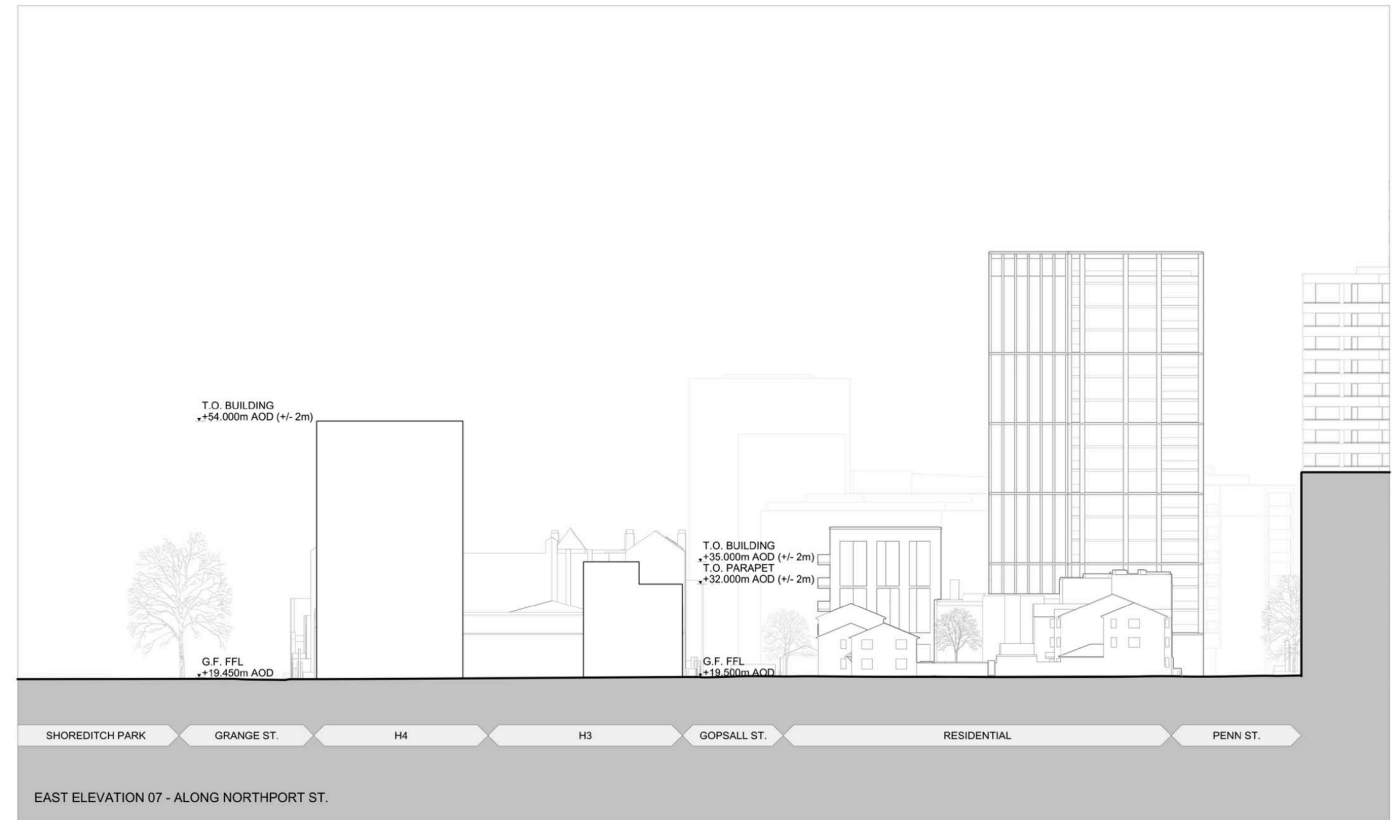 T.O. BUILDING
+54.000m AOD (+/- 2m)
T.O. BUILDING
+35.000m AOD (+/- 2m)
T.O. PARAPET
+32.000m AOD (+/- 2m)
G.F. FFL
+19.450m AOD
G.F. FFL
+19.500m AOD
SHOREDITCH PARK
GRANGE ST.
H4
H3
GOPSALL ST.
RESIDENTIAL
PENN ST.
EAST ELEVATION 07 - ALONG NORTHPORT ST.